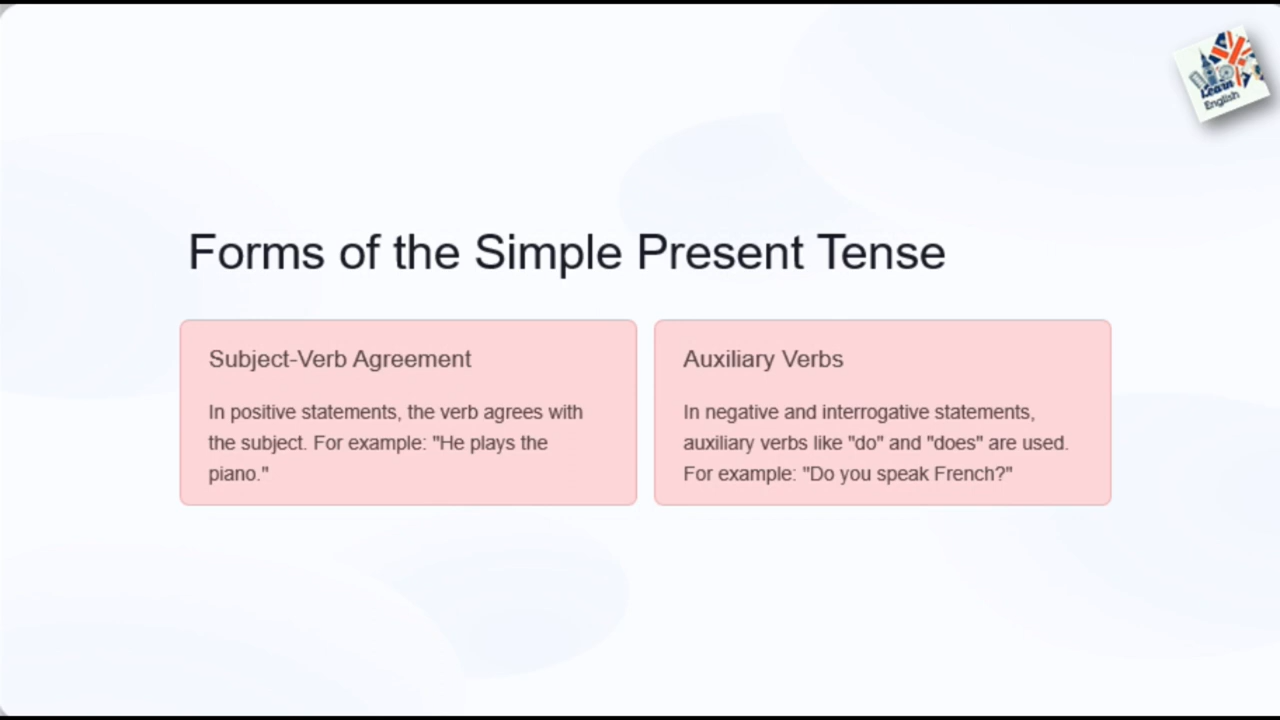 Learn
English
Forms of the Simple Present Tense
Subject-Verb Agreement
In positive statements, the verb agrees with
the subject. For example: "He plays the
piano."
Auxiliary Verbs
In negative and interrogative statements,
auxiliary verbs like "do" and "does" are used.
For example: "Do you speak French?"